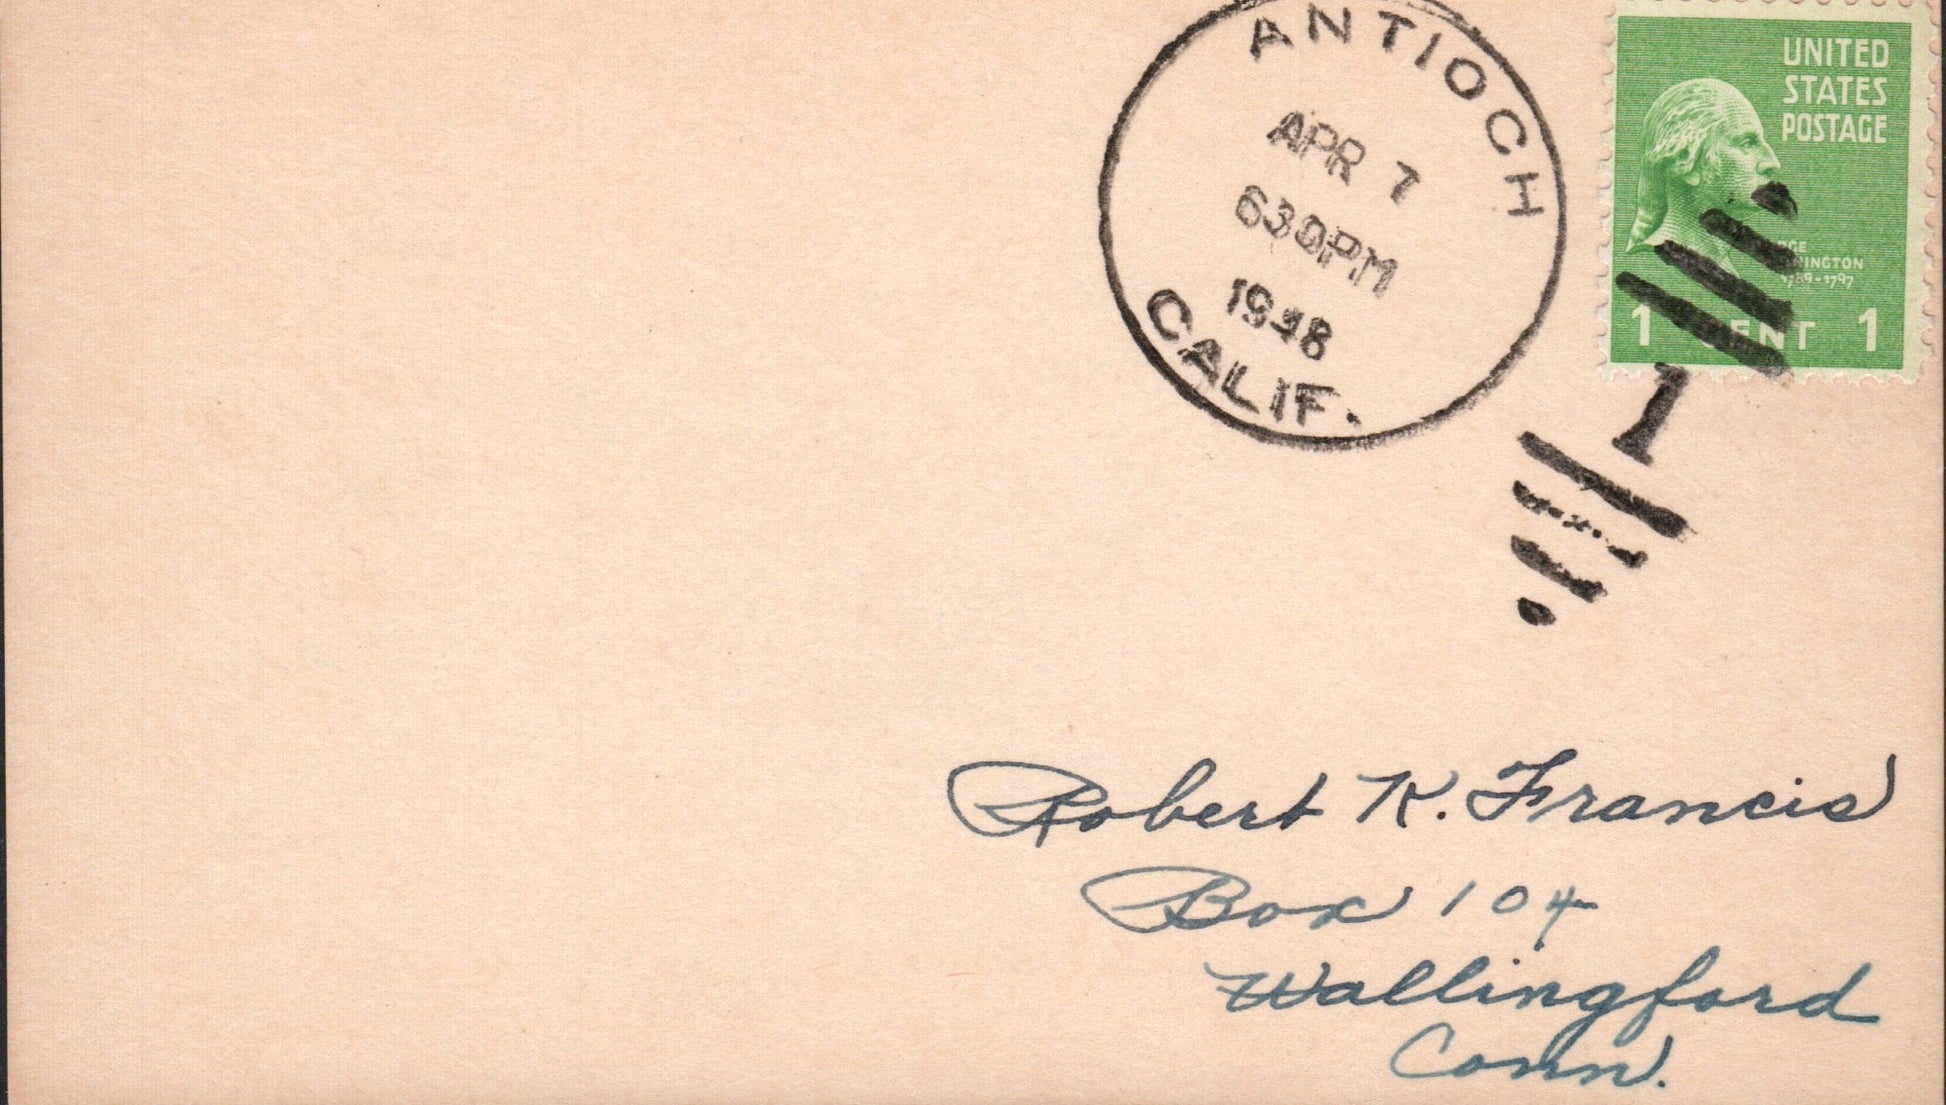 ANTIOCH
APR 7
630PM
1948
CALIF.
UNITED
STATES
POSTAGE
1789-1797
1 CENT 1
1
Robert K. Francis
Box 104
Wallingford
Conn.